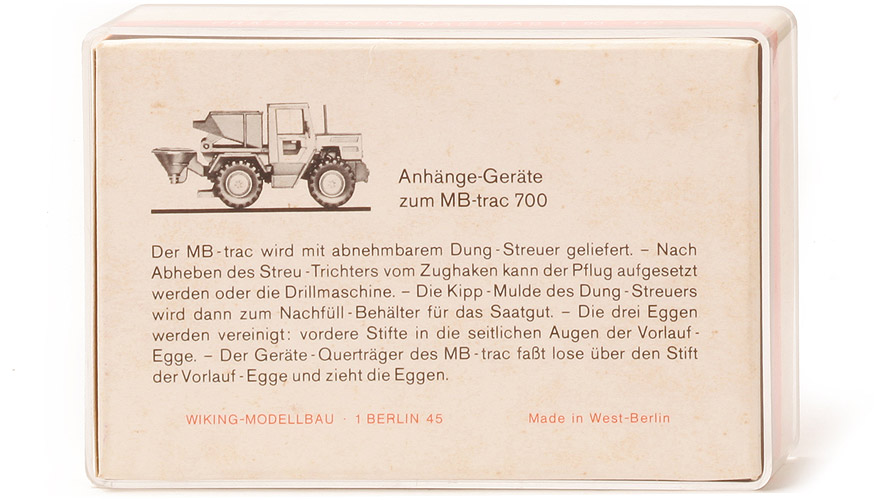 Anhänge-Geräte
zum MB-trac 700
Der MB-trac wird mit abnehmbarem Dung-Streuer geliefert. – Nach
Abheben des Streu-Trichters vom Zughaken kann der Pflug aufgesetzt
werden oder die Drillmaschine. – Die Kipp-Mulde des Dung-Streuers
wird dann zum Nachfüll-Behälter für das Saatgut. – Die drei Eggen
werden vereinigt: vordere Stifte in die seitlichen Augen der Vorlauf-
Egge. – Der Geräte-Querträger des MB-trac faßt lose über den Stift
der Vorlauf-Egge und zieht die Eggen.
WIKING-MODELLBAU · 1 BERLIN 45 Made in West-Berlin